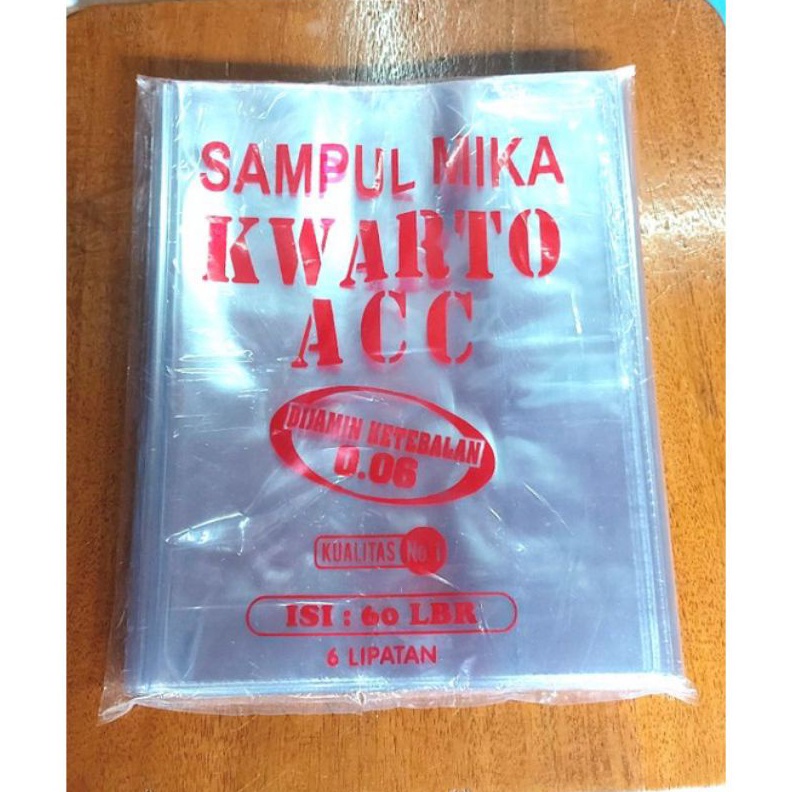 SAMPUL MIKA
KWARTO
ACC
DIJAMIN KETEBALAN
0.06
KUALITAS No 1
ISI : 60 LBR
6 LIPATAN